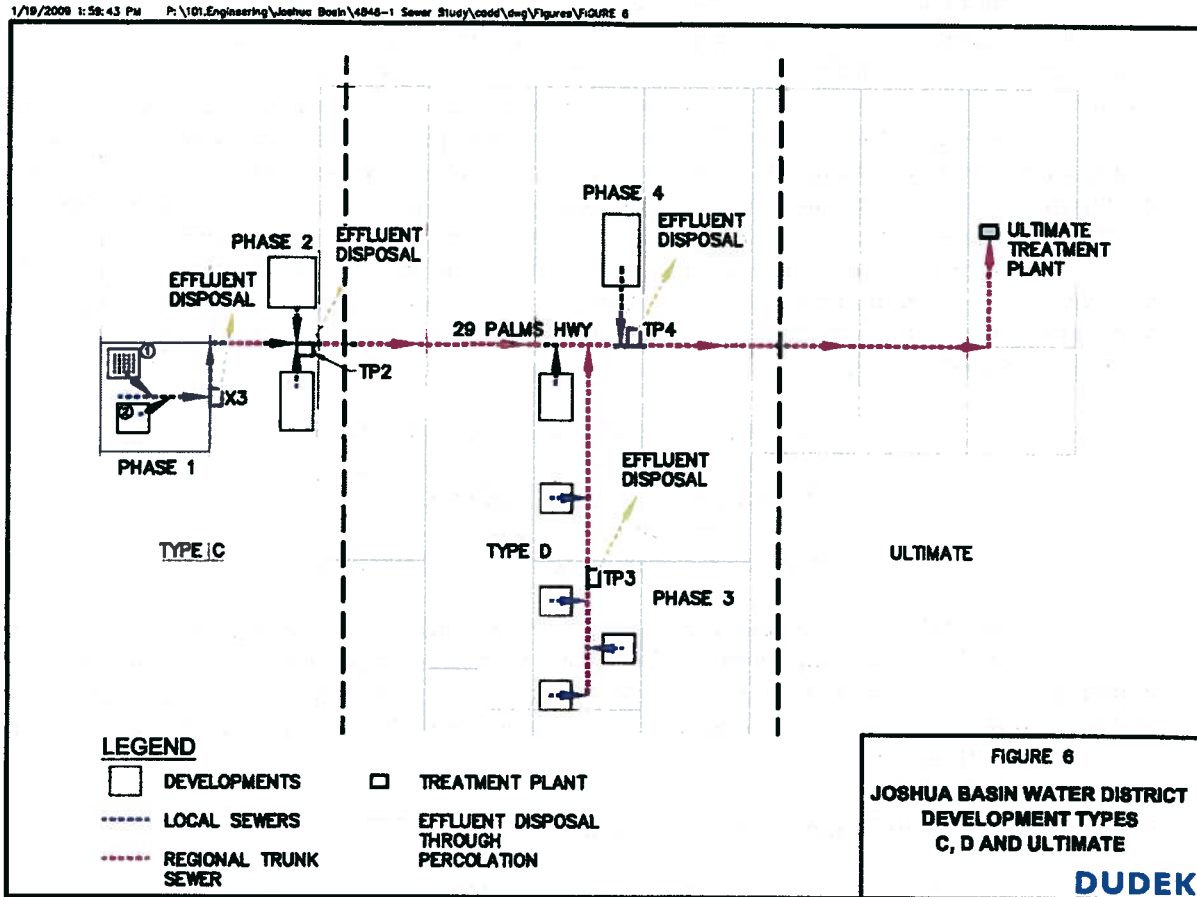 1/19/2009 1:59:43 PM P:\101.Engineering\Joshua Basin\4846-1 Sewer Study\cadd\dwg\Figures\FIGURE 6
PHASE 4
EFFLUENT
DISPOSAL
PHASE 2
EFFLUENT
DISPOSAL
EFFLUENT
DISPOSAL
ULTIMATE
TREATMENT
PLANT
29 PALMS HWY
TP4
TP2
1
X3
2
PHASE 1
EFFLUENT
DISPOSAL
TYPE C
TYPE D
ULTIMATE
TP3
PHASE 3
LEGEND
DEVELOPMENTS
TREATMENT PLANT
LOCAL SEWERS
EFFLUENT DISPOSAL
THROUGH
PERCOLATION
REGIONAL TRUNK
SEWER
FIGURE 6
JOSHUA BASIN WATER DISTRICT
DEVELOPMENT TYPES
C, D AND ULTIMATE
DUDEK